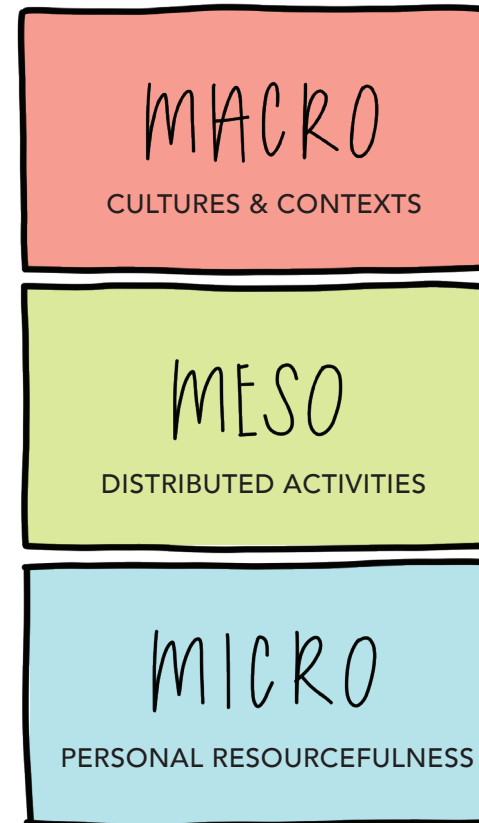 MACRO
CULTURES & CONTEXTS
MESO
DISTRIBUTED ACTIVITIES
MICRO
PERSONAL RESOURCEFULNESS